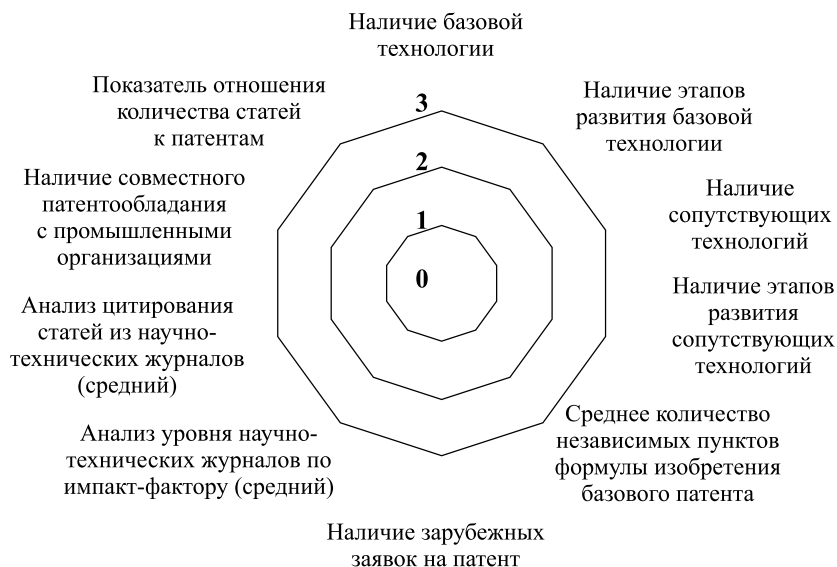 Наличие базовой
технологии
Показатель отношения
количества статей
к патентам
Наличие этапов
развития базовой
технологии
Наличие совместного
патентообладания
с промышленными
организациями
Наличие
сопутствующих
технологий
Анализ цитирования
статей из научно-
технических журналов
(средний)
Наличие этапов
развития
сопутствующих
технологий
Анализ уровня научно-
технических журналов по
импакт-фактору (средний)
Среднее количество
независимых пунктов
формулы изобретения
базового патента
Наличие зарубежных
заявок на патент
3
2
1
0